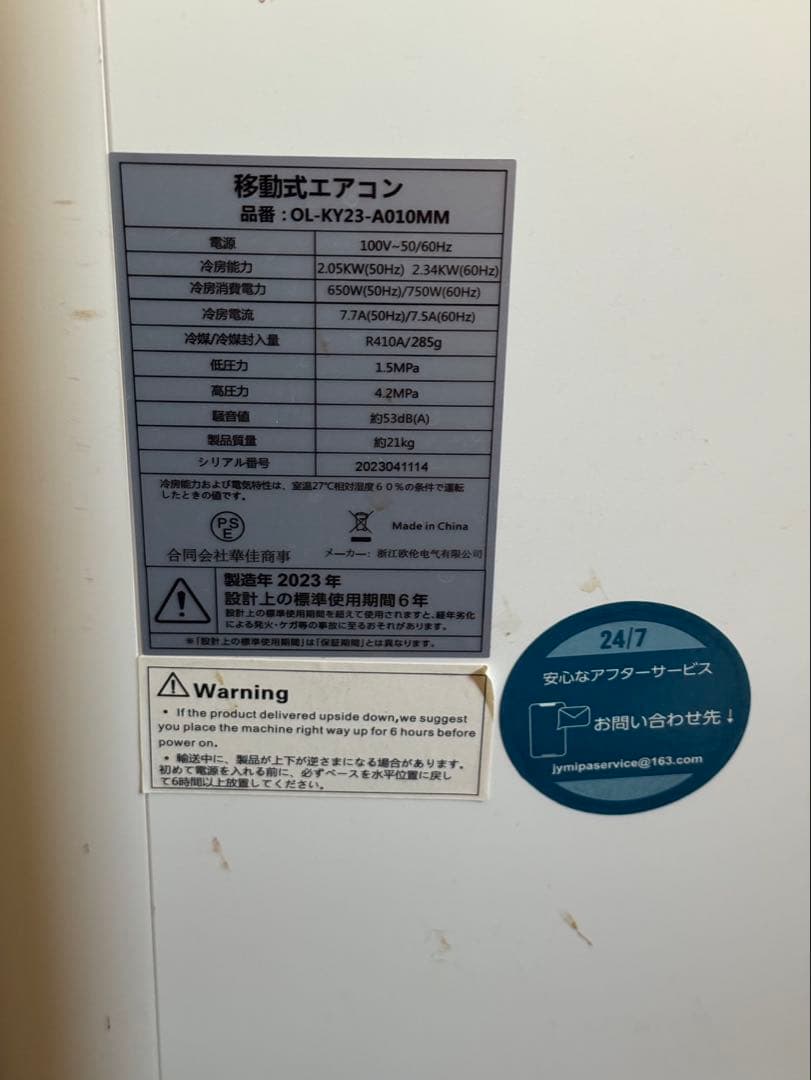 移動式エアコン
品番：OL-KY23-A010MM
電源 100V~50/60Hz
冷房能力 2.05KW(50Hz) 2.34KW(60Hz)
冷房消費電力 650W(50Hz)/750W(60Hz)
冷房電流 7.7A(50Hz)/7.5A(60Hz)
冷媒/冷媒封入量 R410A/285g
低圧力 1.5MPa
高圧力 4.2MPa
騒音値 約53dB(A)
製品質量 約21kg
シリアル番号 2023041114
冷房能力および電気特性は、室温27℃相対湿度６０％の条件で運転
したときの値です。
PSE
Made in China
合同会社華佳商事 メーカー：浙江欧伦电气有限公司
製造年 2023 年
設計上の標準使用期間６年
設計上の標準使用期間を超えて使用されますと、経年劣化
による発火・ケガ等の事故に至るおそれがあります。
※「設計上の標準使用期間」は「保証期間」とは異なります。
Warning
• If the product delivered upside down,we suggest
you place the machine right way up for 6 hours before
power on.
• 輸送中に、製品が上下が逆さまになる場合があります。
初めて電源を入れる前に、必ずベースを水平位置に戻し
て6時間以上放置してください。
24/7
安心なアフターサービス
お問い合わせ先↓
jymipaservice@163.com